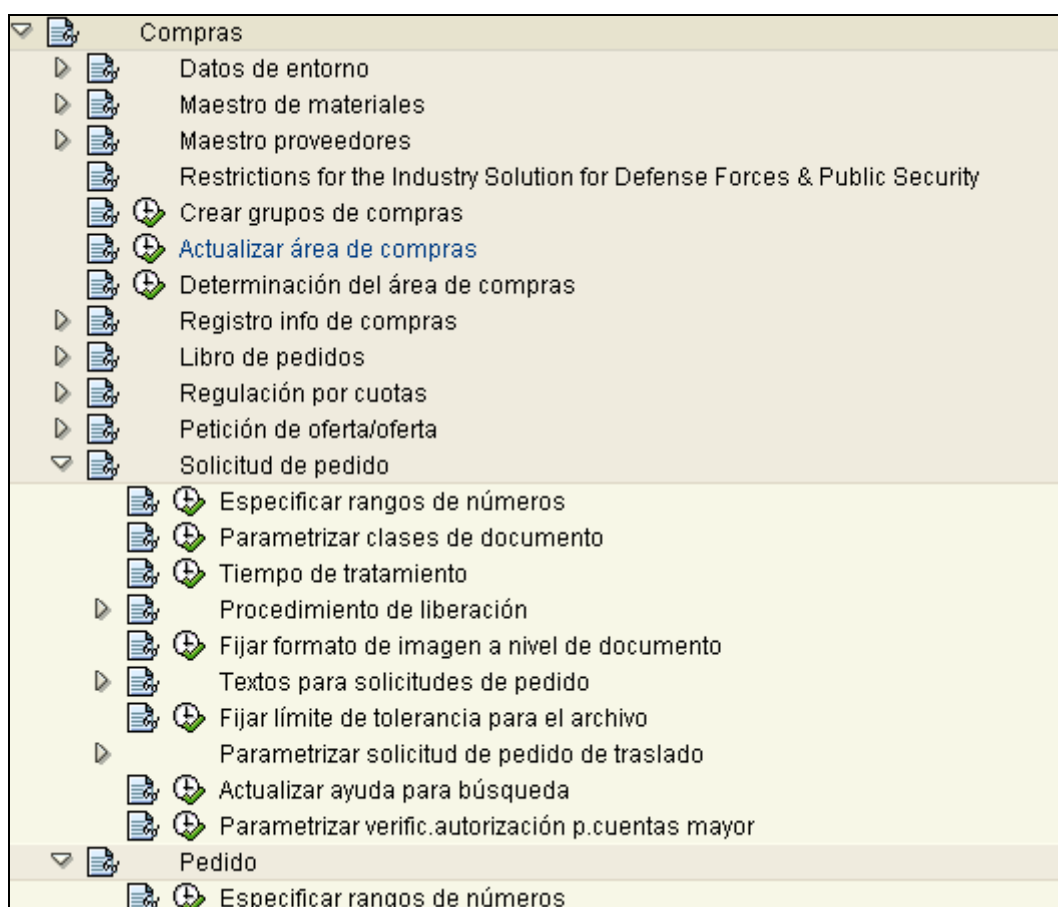 Compras
Datos de entorno
Maestro de materiales
Maestro proveedores
Restrictions for the Industry Solution for Defense Forces & Public Security
Crear grupos de compras
Actualizar área de compras
Determinación del área de compras
Registro info de compras
Libro de pedidos
Regulación por cuotas
Petición de oferta/oferta
Solicitud de pedido
Especificar rangos de números
Parametrizar clases de documento
Tiempo de tratamiento
Procedimiento de liberación
Fijar formato de imagen a nivel de documento
Textos para solicitudes de pedido
Fijar límite de tolerancia para el archivo
Parametrizar solicitud de pedido de traslado
Actualizar ayuda para búsqueda
Parametrizar verific.autorización p.cuentas mayor
Pedido
Especificar rangos de números